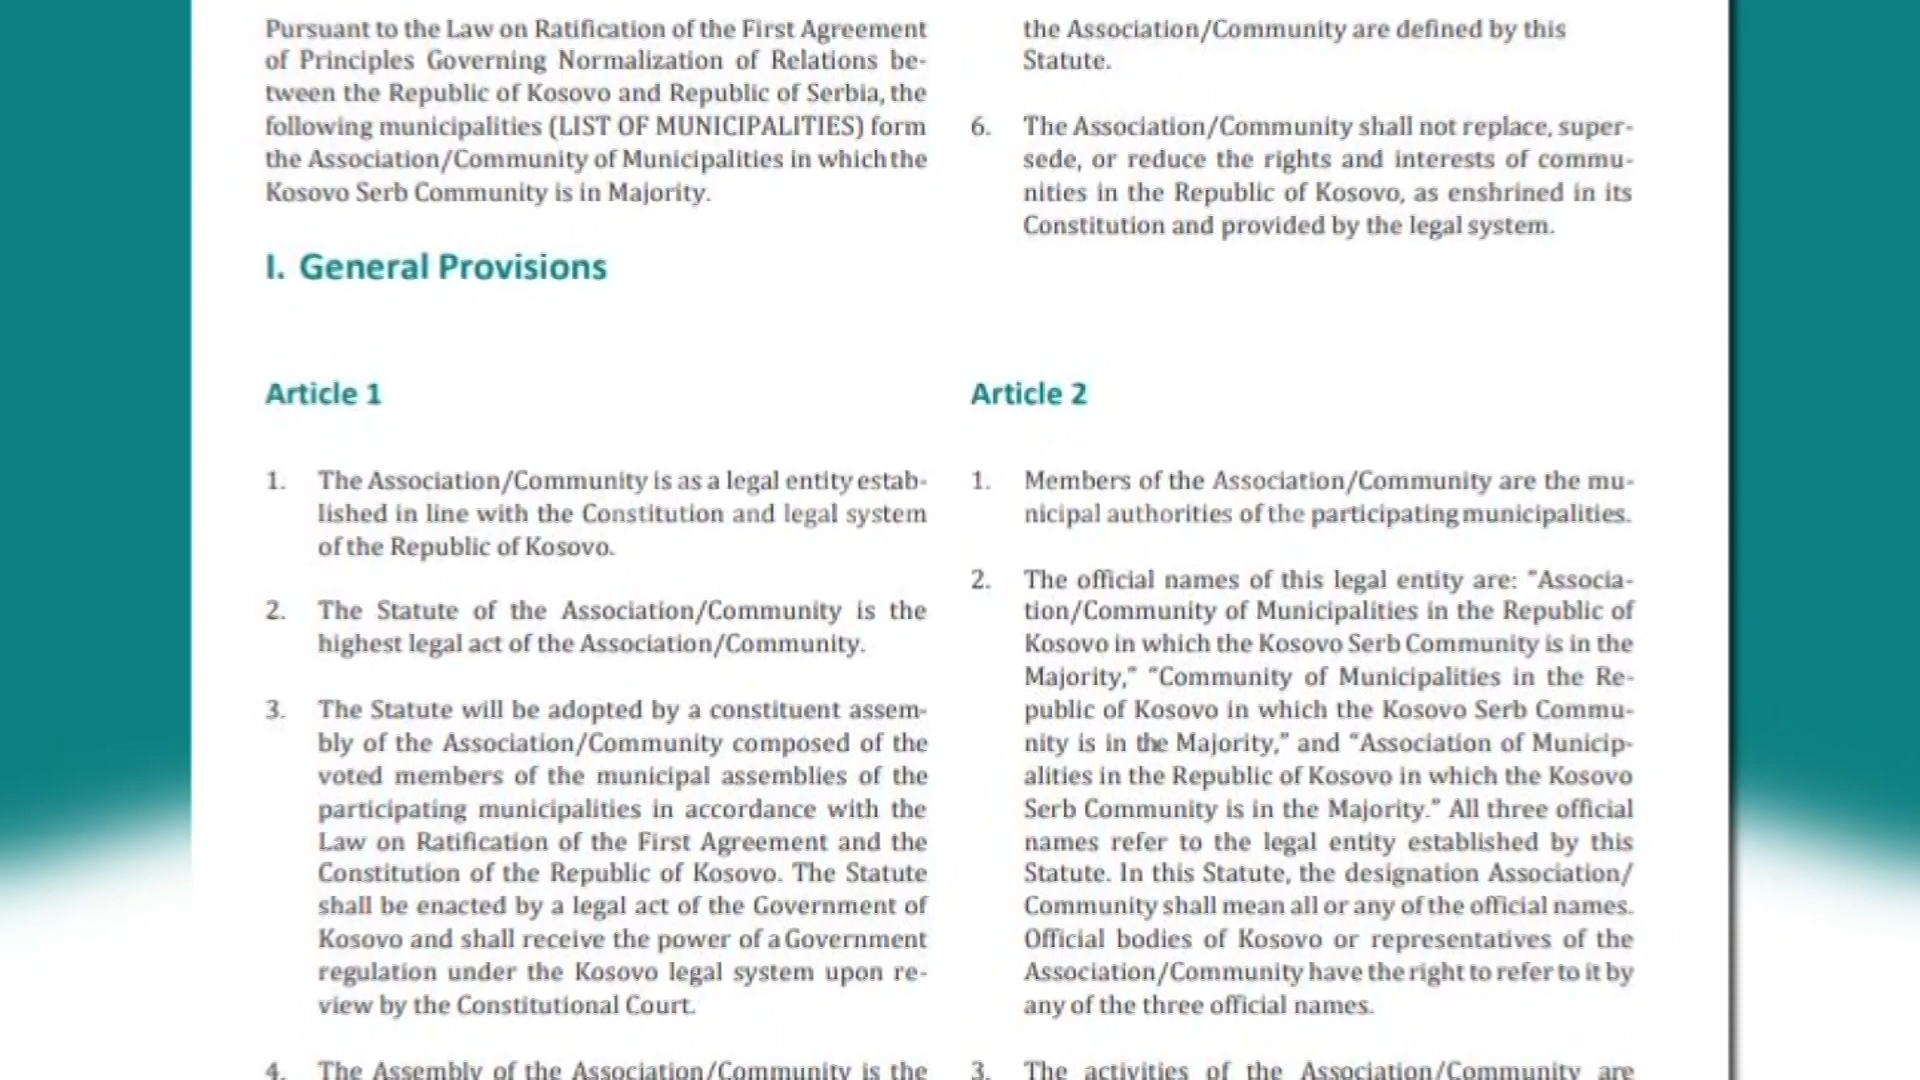 Pursuant to the Law on Ratification of the First Agreement
of Principles Governing Normalization of Relations be-
tween the Republic of Kosovo and Republic of Serbia, the
following municipalities (LIST OF MUNICIPALITIES) form
the Association/Community of Municipalities in which the
Kosovo Serb Community is in Majority.
I. General Provisions
Article 1
1. The Association/Community is as a legal entity estab-
lished in line with the Constitution and legal system
of the Republic of Kosovo.
2. The Statute of the Association/Community is the
highest legal act of the Association/Community.
3. The Statute will be adopted by a constituent assem-
bly of the Association/Community composed of the
voted members of the municipal assemblies of the
participating municipalities in accordance with the
Law on Ratification of the First Agreement and the
Constitution of the Republic of Kosovo. The Statute
shall be enacted by a legal act of the Government of
Kosovo and shall receive the power of a Government
regulation under the Kosovo legal system upon re-
view by the Constitutional Court.
4. The Assembly of the Association/Community is the
the Association/Community are defined by this
Statute.
6. The Association/Community shall not replace, super-
sede, or reduce the rights and interests of commu-
nities in the Republic of Kosovo, as enshrined in its
Constitution and provided by the legal system.
Article 2
1. Members of the Association/Community are the mu-
nicipal authorities of the participating municipalities.
2. The official names of this legal entity are: "Associa-
tion/Community of Municipalities in the Republic of
Kosovo in which the Kosovo Serb Community is in the
Majority," "Community of Municipalities in the Re-
public of Kosovo in which the Kosovo Serb Commu-
nity is in the Majority," and "Association of Municip-
alities in the Republic of Kosovo in which the Kosovo
Serb Community is in the Majority." All three official
names refer to the legal entity established by this
Statute. In this Statute, the designation Association/
Community shall mean all or any of the official names.
Official bodies of Kosovo or representatives of the
Association/Community have the right to refer to it by
any of the three official names.
3. The activities of the Association/Community are